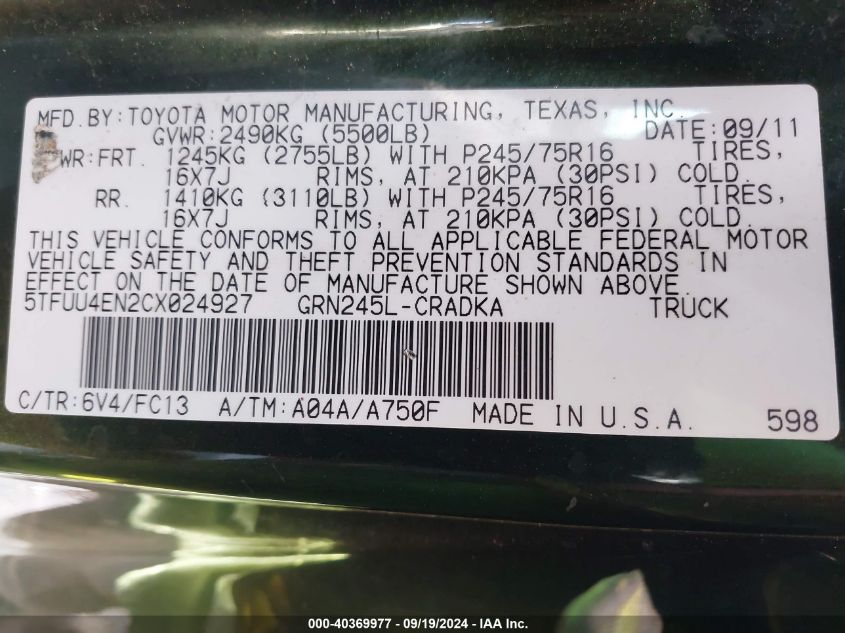 MFD.BY:TOYOTA MOTOR MANUFACTURING, TEXAS, INC.
GVWR:2490KG (5500LB) DATE:09/11
WR:FRT. 1245KG (2755LB) WITH P245/75R16 TIRES,
16X7J RIMS, AT 210KPA (30PSI) COLD.
RR. 1410KG (3110LB) WITH P245/75R16 TIRES,
16X7J RIMS, AT 210KPA (30PSI) COLD.
THIS VEHICLE CONFORMS TO ALL APPLICABLE FEDERAL MOTOR
VEHICLE SAFETY AND THEFT PREVENTION STANDARDS IN
EFFECT ON THE DATE OF MANUFACTURE SHOWN ABOVE.
5TFUU4EN2CX024927 GRN245L-CRADKA TRUCK
C/TR:6V4/FC13 A/TM:A04A/A750F MADE IN U.S.A. 598
000-40369977 - 09/19/2024 - IAA Inc.